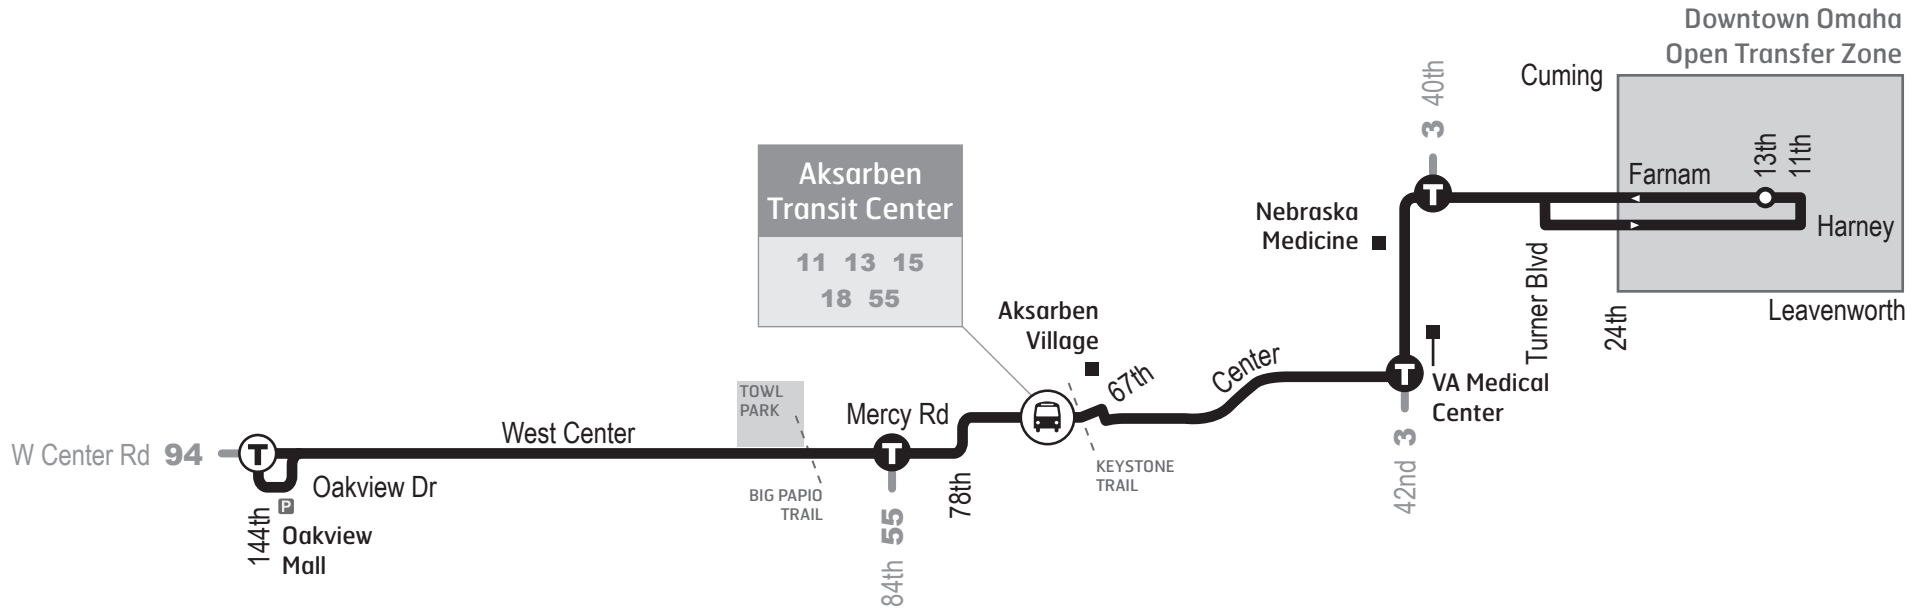 Downtown Omaha
Open Transfer Zone
Cuming
3 40th
13th
11th
Farnam
Harney
Aksarben
Transit Center
11 13 15
18 55
Nebraska
Medicine
Turner Blvd
24th
Leavenworth
Aksarben
Village
67th
Center
VA Medical
Center
T
T
TOWL
PARK
Mercy Rd
West Center
W Center Rd 94
T
T
Oakview Dr
P
144th
Oakview
Mall
BIG PAPIO
TRAIL
78th
KEYSTONE
TRAIL
84th 55
42nd 3